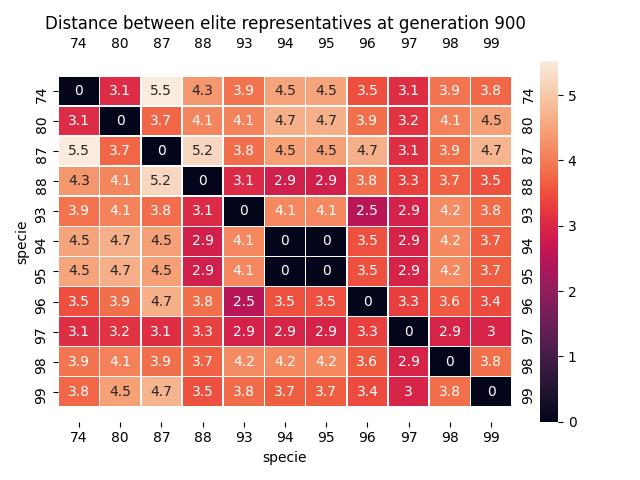 Distance between elite representatives at generation 900
74 80 87 88 93 94 95 96 97 98 99
74 0 3.1 5.5 4.3 3.9 4.5 4.5 3.5 3.1 3.9 3.8 74
80 3.1 0 3.7 4.1 4.1 4.7 4.7 3.9 3.2 4.1 4.5 80
87 5.5 3.7 0 5.2 3.8 4.5 4.5 4.7 3.1 3.9 4.7 87
88 4.3 4.1 5.2 0 3.1 2.9 2.9 3.8 3.3 3.7 3.5 88
93 3.9 4.1 3.8 3.1 0 4.1 4.1 2.5 2.9 4.2 3.8 93
94 4.5 4.7 4.5 2.9 4.1 0 0 3.5 2.9 4.2 3.7 94
95 4.5 4.7 4.5 2.9 4.1 0 0 3.5 2.9 4.2 3.7 95
96 3.5 3.9 4.7 3.8 2.5 3.5 3.5 0 3.3 3.6 3.4 96
97 3.1 3.2 3.1 3.3 2.9 2.9 2.9 3.3 0 2.9 3 97
98 3.9 4.1 3.9 3.7 4.2 4.2 4.2 3.6 2.9 0 3.8 98
99 3.8 4.5 4.7 3.5 3.8 3.7 3.7 3.4 3 3.8 0 99
74 80 87 88 93 94 95 96 97 98 99
specie
specie
5
4
3
2
1
0